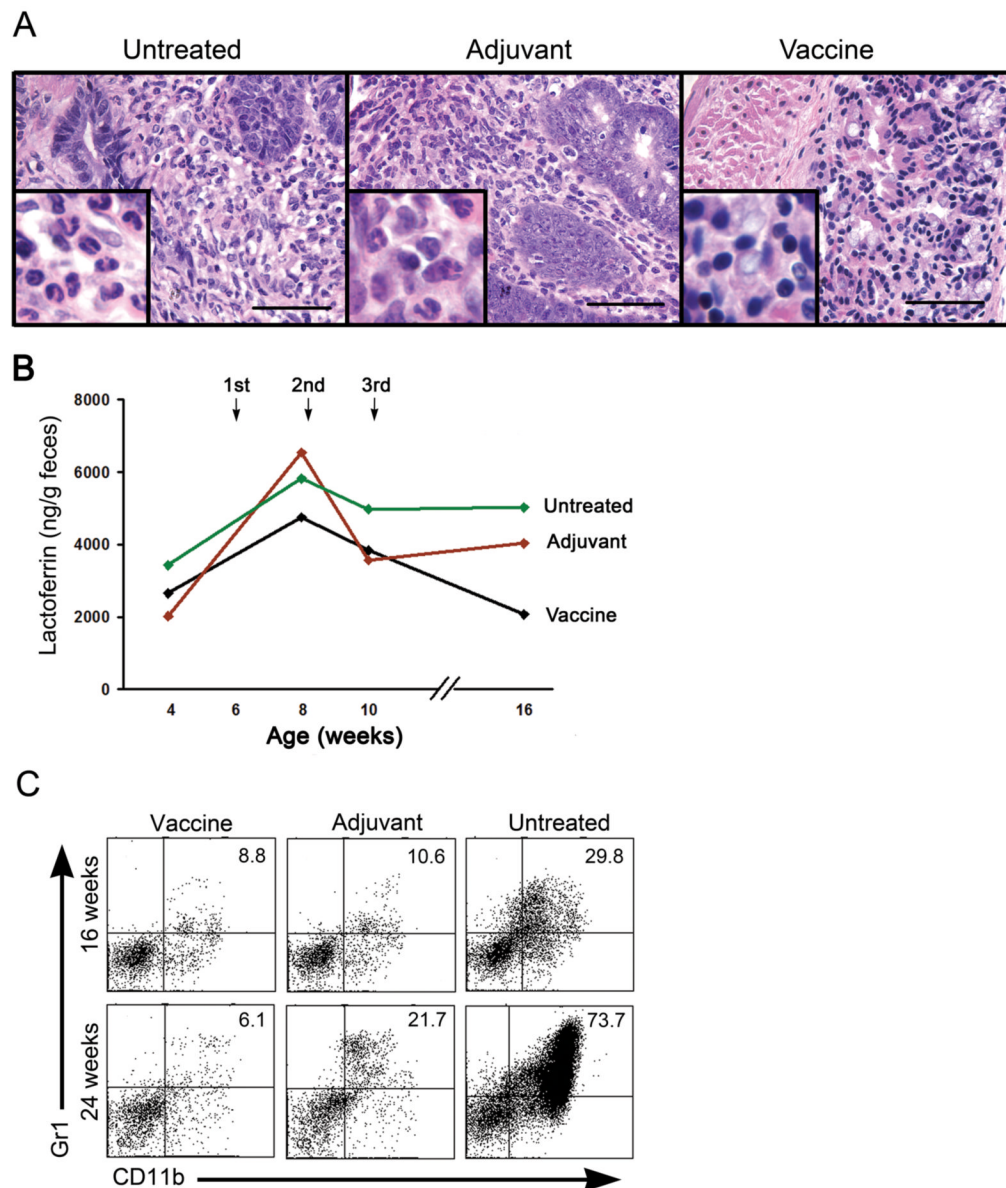 A
Untreated Adjuvant Vaccine
B
1st 2nd 3rd
8000
6000
4000
2000
0
Lactoferrin (ng/g feces)
Untreated
Adjuvant
Vaccine
4 6 8 10 16
Age (weeks)
C
Vaccine Adjuvant Untreated
16 weeks
8.8 10.6 29.8
24 weeks
6.1 21.7 73.7
Gr1
CD11b